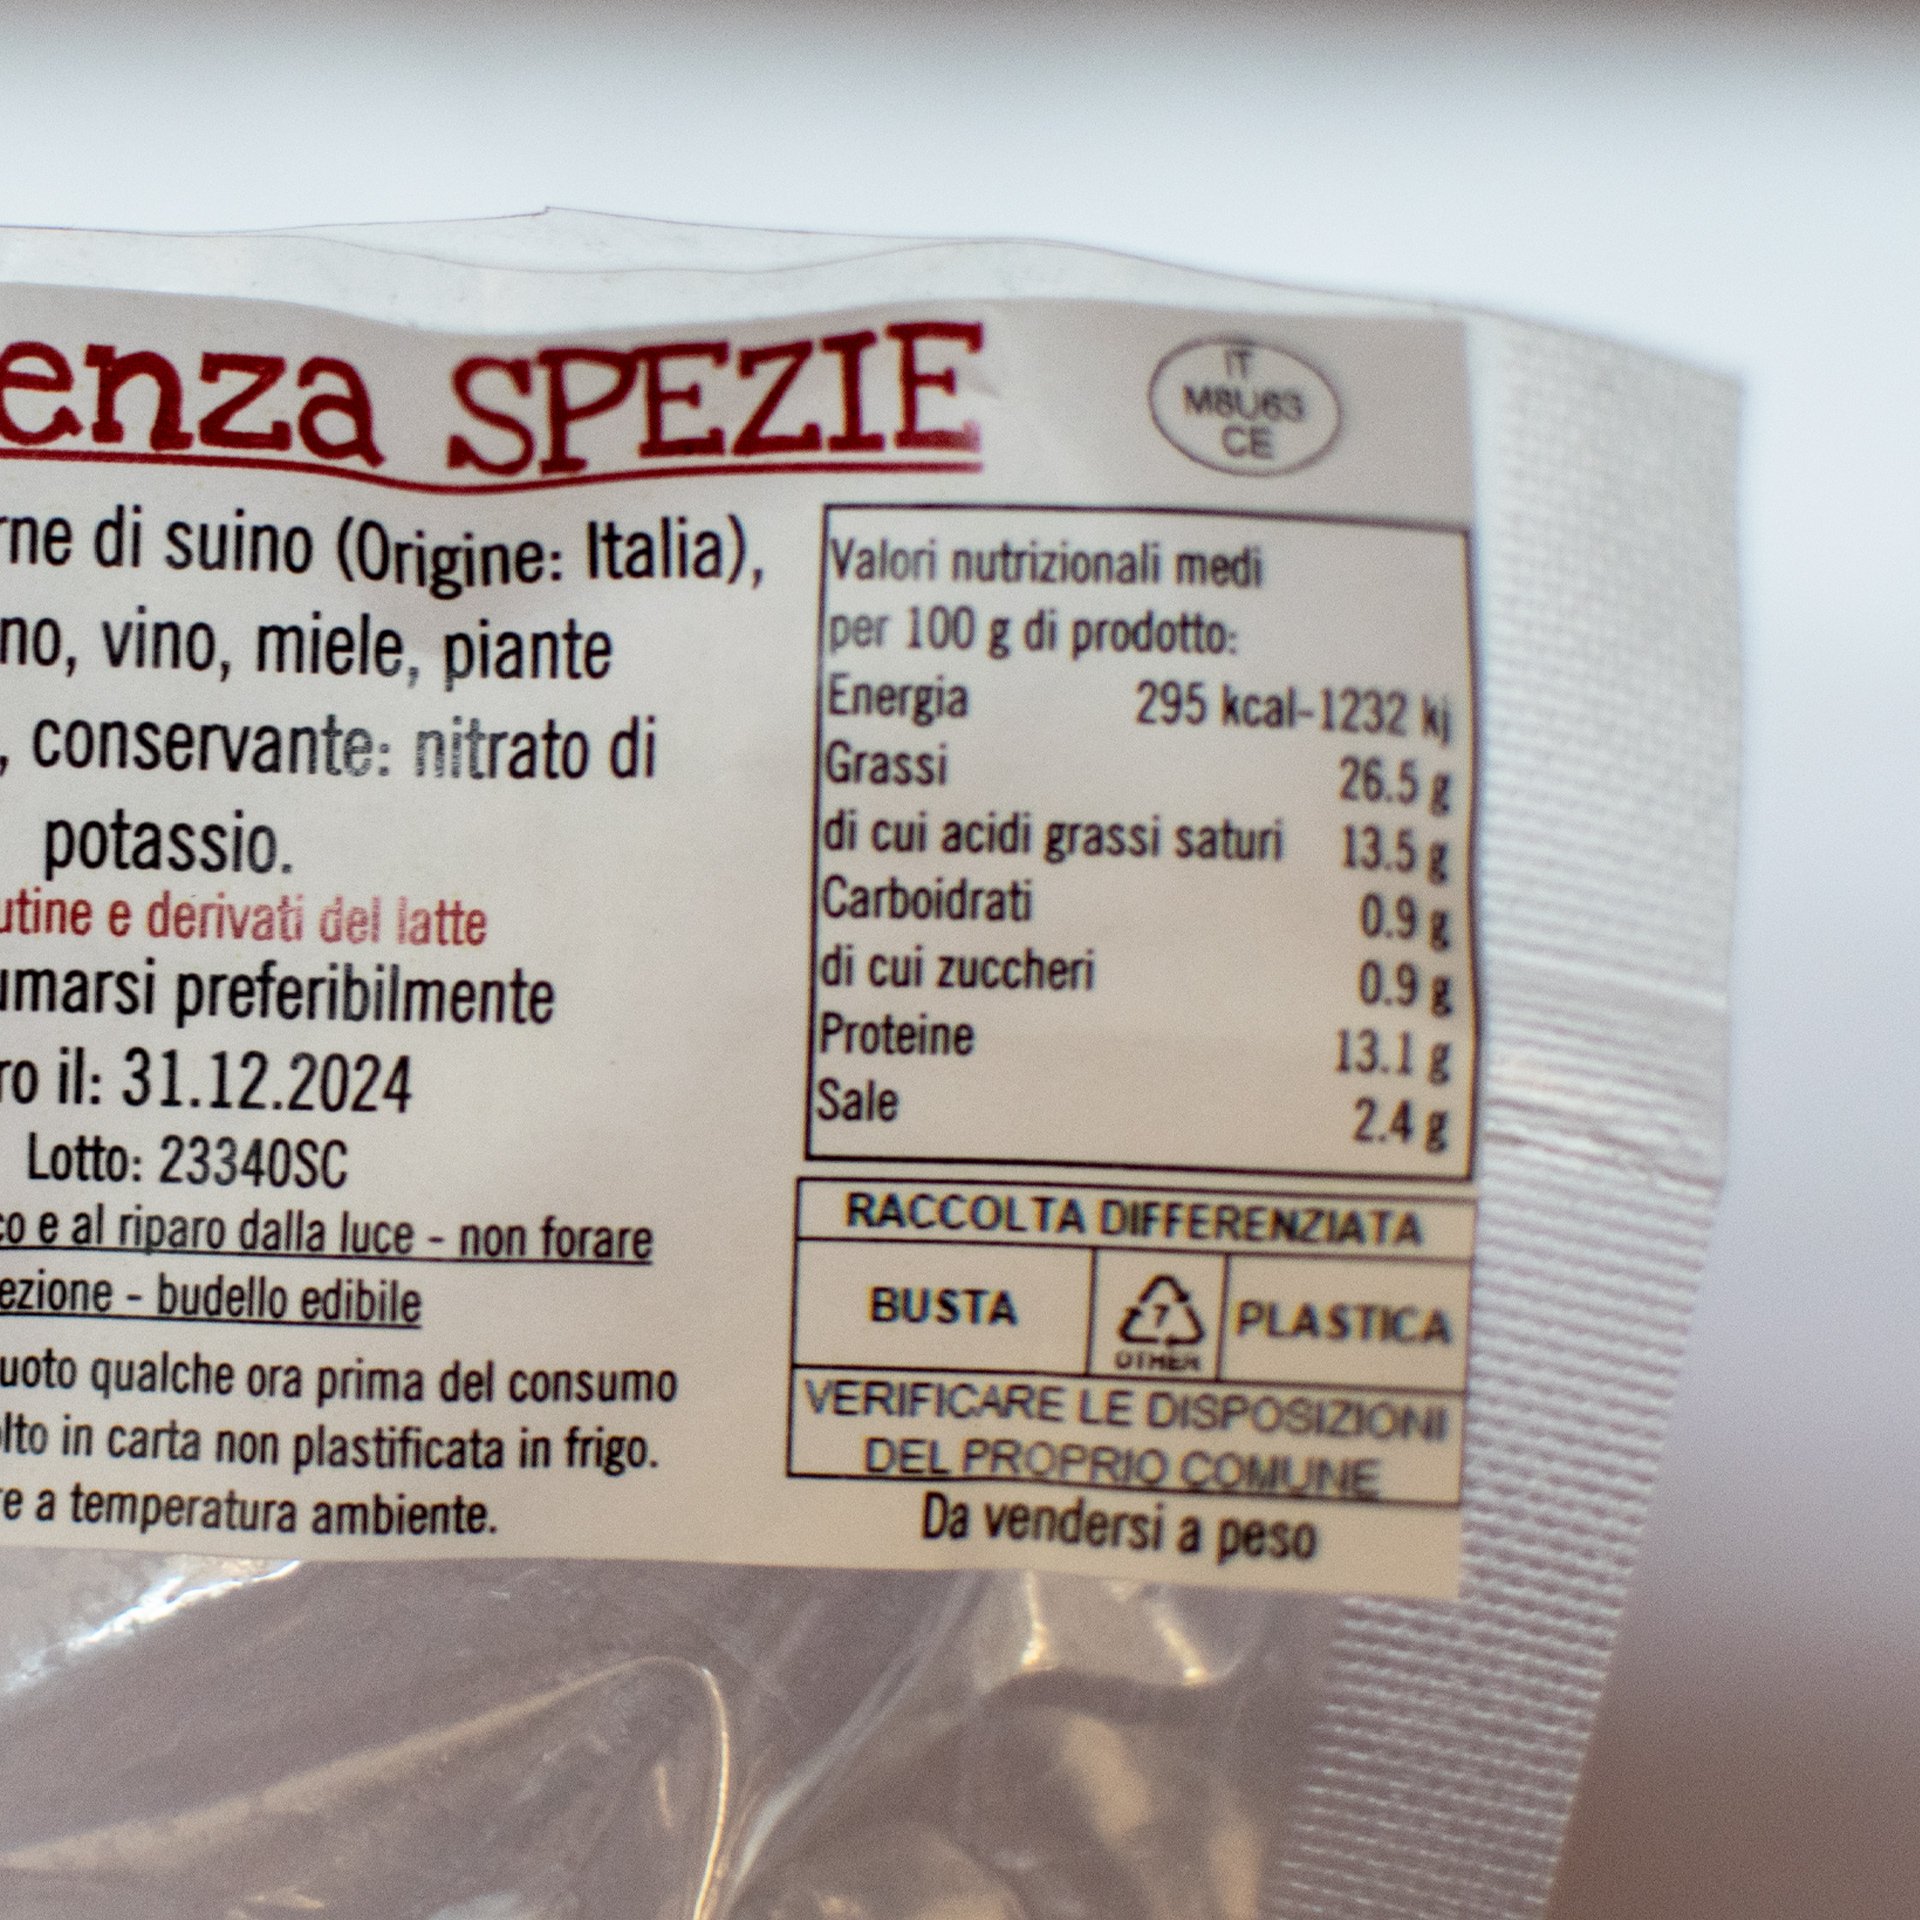 enza SPEZIE
IT
M8U63
CE
rne di suino (Origine: Italia),
no, vino, miele, piante
, conservante: nitrato di
potassio.
utine e derivati del latte
umarsi preferibilmente
ro il: 31.12.2024
Lotto: 23340SC
co e al riparo dalla luce - non forare
ezione - budello edibile
uoto qualche ora prima del consumo
olto in carta non plastificata in frigo.
re a temperatura ambiente.
Valori nutrizionali medi
per 100 g di prodotto:
Energia 295 kcal-1232 kj
Grassi 26.5 g
di cui acidi grassi saturi 13.5 g
Carboidrati 0.9 g
di cui zuccheri 0.9 g
Proteine 13.1 g
Sale 2.4 g
RACCOLTA DIFFERENZIATA
BUSTA 7 OTHER PLASTICA
VERIFICARE LE DISPOSIZIONI
DEL PROPRIO COMUNE
Da vendersi a peso